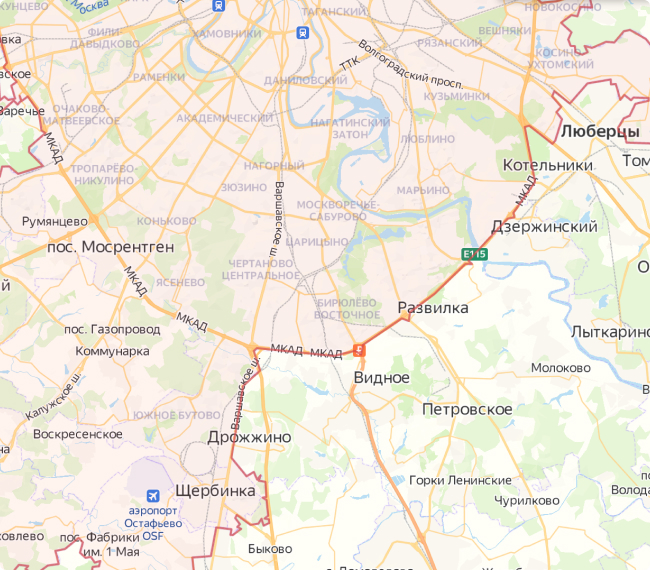 КУНЦЕВО
Москва
ТАГАНСКИЙ
НОВОКОСИНО
ФИЛИ-
ДАВЫДКОВО
ХАМОВНИКИ
ВЕШНЯКИ
РЯЗАНСКИЙ
Волгоградский просп.
ТТК
КОСИНО-
УХТОМСКИЙ
РАМЕНКИ
ДАНИЛОВСКИЙ
КУЗЬМИНКИ
Заречье
ОЧАКОВО-
МАТВЕЕВСКОЕ
АКАДЕМИЧЕСКИЙ
НАГАТИНСКИЙ
ЗАТОН
ЛЮБЛИНО
Люберцы
МКАД
ТРОПАРЁВО-
НИКУЛИНО
НАГОРНЫЙ
Котельники
Том
ЗЮЗИНО
Варшавское ш.
МАРЬИНО
МКАД
МОСКВОРЕЧЬЕ-
САБУРОВО
Румянцево
КОНЬКОВО
Дзержинский
пос. Мосрентген
ЦАРИЦЫНО
E115
ЧЕРТАНОВО
ЦЕНТРАЛЬНОЕ
МКАД
ЯСЕНЕВО
БИРЮЛЁВО
ВОСТОЧНОЕ
Развилка
МКАД
пос. Газопровод
Лыткарино
Коммунарка
МКАД
МКАД
Молоково
Видное
Калужское ш.
Варшавское ш.
ЮЖНОЕ БУТОВО
Петровское
Воскресенское
Дрожжино
Горки Ленинские
Щербинка
Чурилково
аэропорт
Остафьево
OSF
пос. Фабрики
им. 1 Мая
Быково